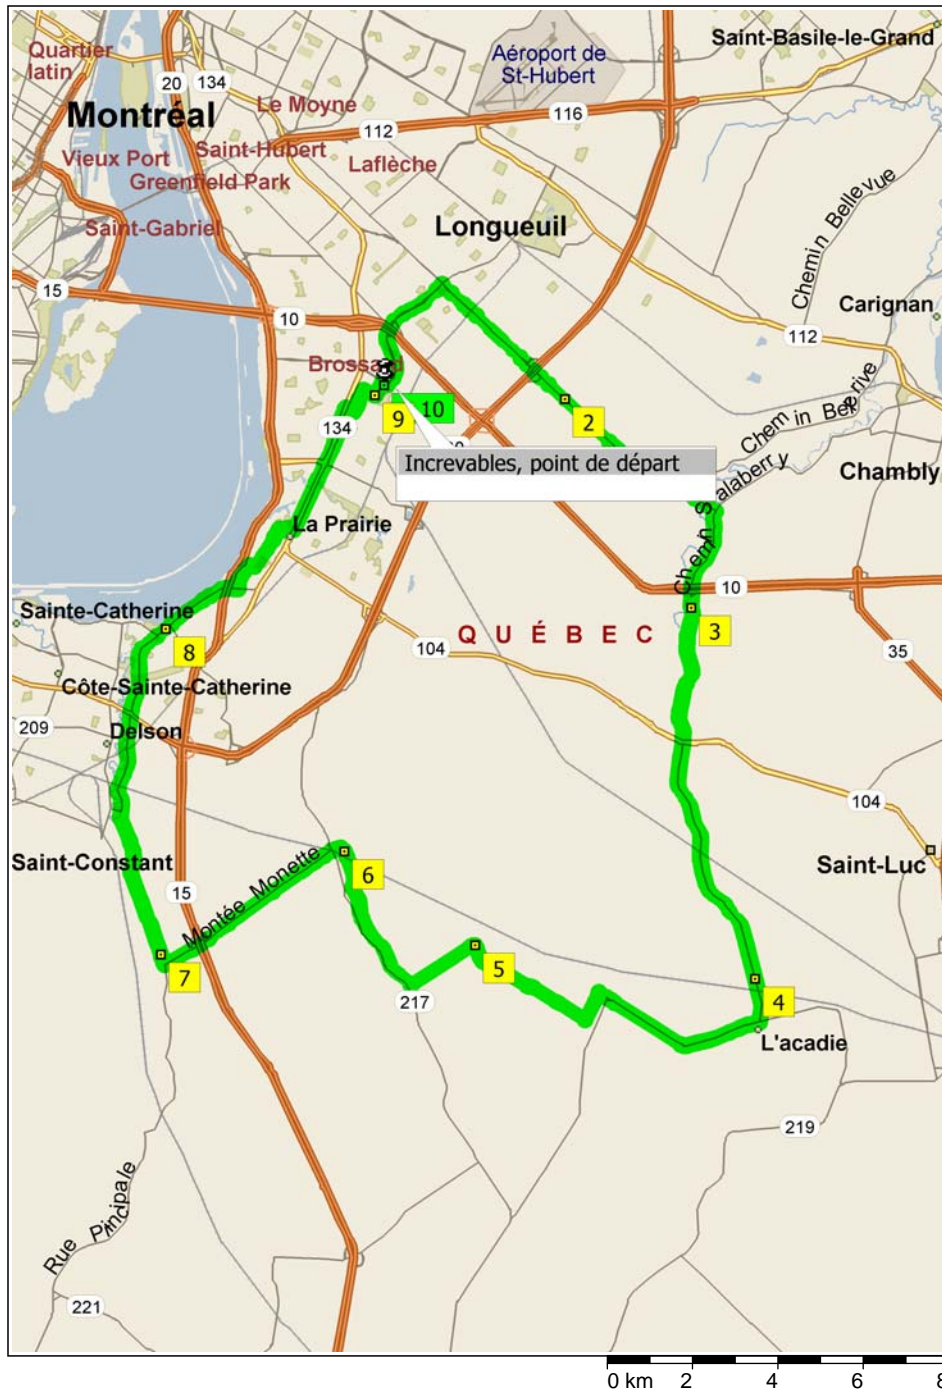 Quartier
latin
20
134
Aéroport de
St-Hubert
Saint-Basile-le-Grand
Montréal
Le Moyne
112
116
Vieux Port
Saint-Hubert
Greenfield Park
Laflèche
Saint-Gabriel
Longueuil
Chemin Bellevue
15
10
Carignan
112
Brossard
134
9
10
2
Chemin Bellerive
Chemin Salaberry
Increvables, point de départ
Chambly
La Prairie
10
Sainte-Catherine
8
QUÉBEC
3
104
35
Côte-Sainte-Catherine
209
Delson
104
Saint-Constant
Saint-Luc
6
15
Montée Monette
7
5
4
217
L'acadie
219
Rue Principale
221
0 km 2 4 6 8